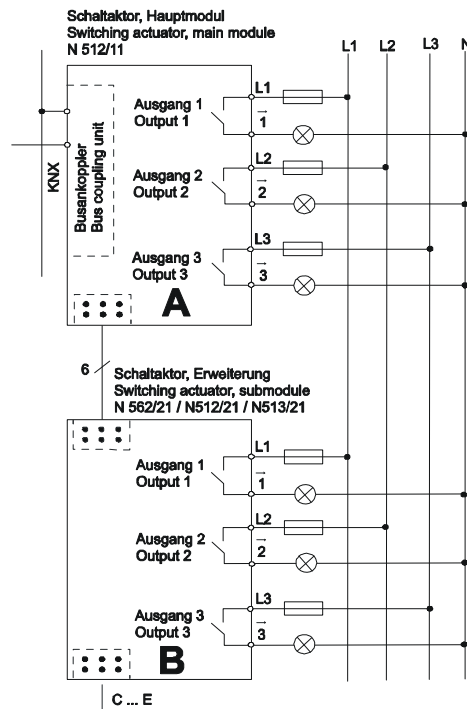 Schaltaktor, Hauptmodul
Switching actuator, main module
N 512/11
L1
L2
L3
N
KNX
Busankoppler
Bus coupling unit
Ausgang 1
Output 1
L1
1
Ausgang 2
Output 2
L2
2
Ausgang 3
Output 3
L3
3
A
6
Schaltaktor, Erweiterung
Switching actuator, submodule
N 562/21 / N512/21 / N513/21
Ausgang 1
Output 1
L1
1
Ausgang 2
Output 2
L2
2
Ausgang 3
Output 3
L3
3
B
C ... E